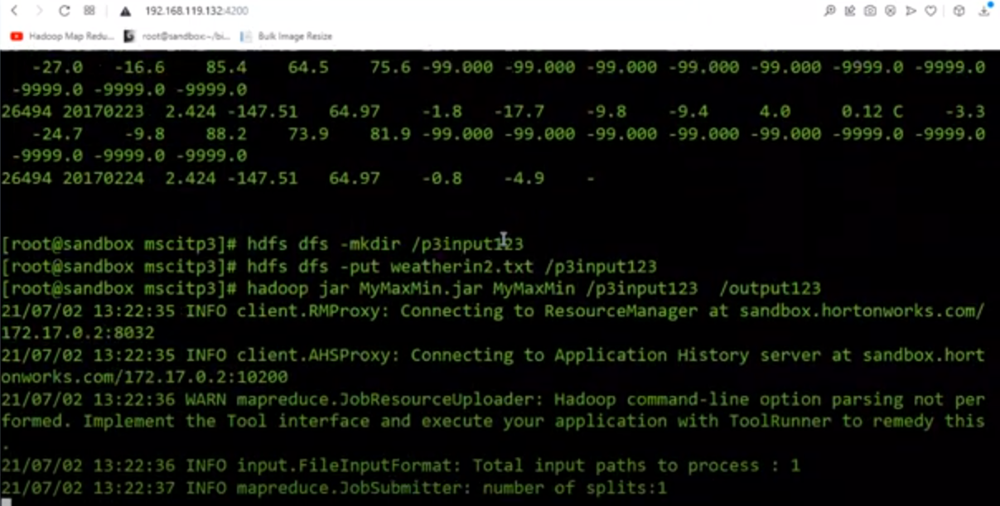 192.168.119.132:4200
Hadoop Map Redu... root@sandbox:~/bi... Bulk Image Resize
-27.0 -16.6 85.4 64.5 75.6 -99.000 -99.000 -99.000 -99.000 -99.000 -9999.0 -9999.0
-9999.0 -9999.0 -9999.0
26494 20170223 2.424 -147.51 64.97 -1.8 -17.7 -9.8 -9.4 4.0 0.12 C -3.3
-24.7 -9.8 88.2 73.9 81.9 -99.000 -99.000 -99.000 -99.000 -99.000 -9999.0 -9999.0
-9999.0 -9999.0 -9999.0
26494 20170224 2.424 -147.51 64.97 -0.8 -4.9 -
[root@sandbox mscitp3]# hdfs dfs -mkdir /p3input123
[root@sandbox mscitp3]# hdfs dfs -put weatherin2.txt /p3input123
[root@sandbox mscitp3]# hadoop jar MyMaxMin.jar MyMaxMin /p3input123 /output123
21/07/02 13:22:35 INFO client.RMProxy: Connecting to ResourceManager at sandbox.hortonworks.com/
172.17.0.2:8032
21/07/02 13:22:35 INFO client.AHSProxy: Connecting to Application History server at sandbox.hort
onworks.com/172.17.0.2:10200
21/07/02 13:22:36 WARN mapreduce.JobResourceUploader: Hadoop command-line option parsing not per
formed. Implement the Tool interface and execute your application with ToolRunner to remedy this
.
21/07/02 13:22:36 INFO input.FileInputFormat: Total input paths to process : 1
21/07/02 13:22:37 INFO mapreduce.JobSubmitter: number of splits:1